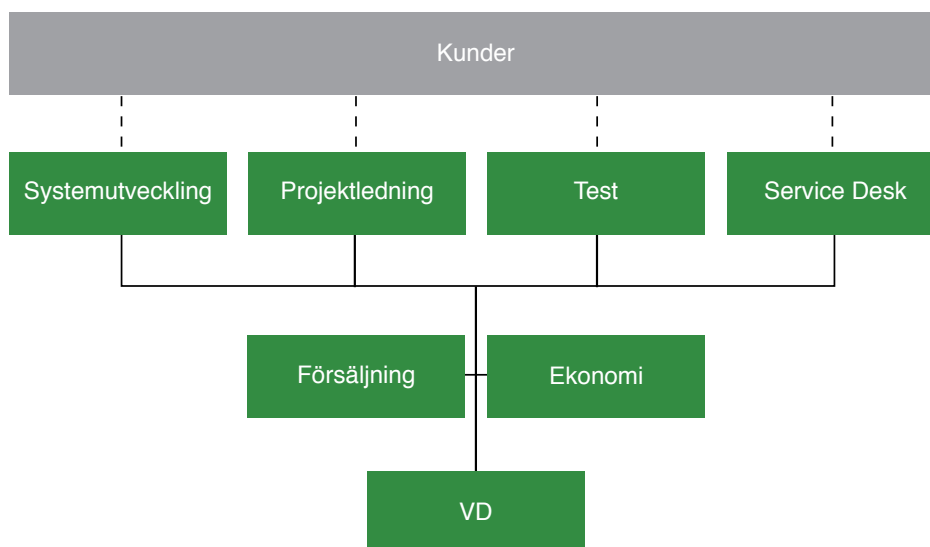 Kunder
Systemutveckling
Projektledning
Test
Service Desk
Försäljning
Ekonomi
VD